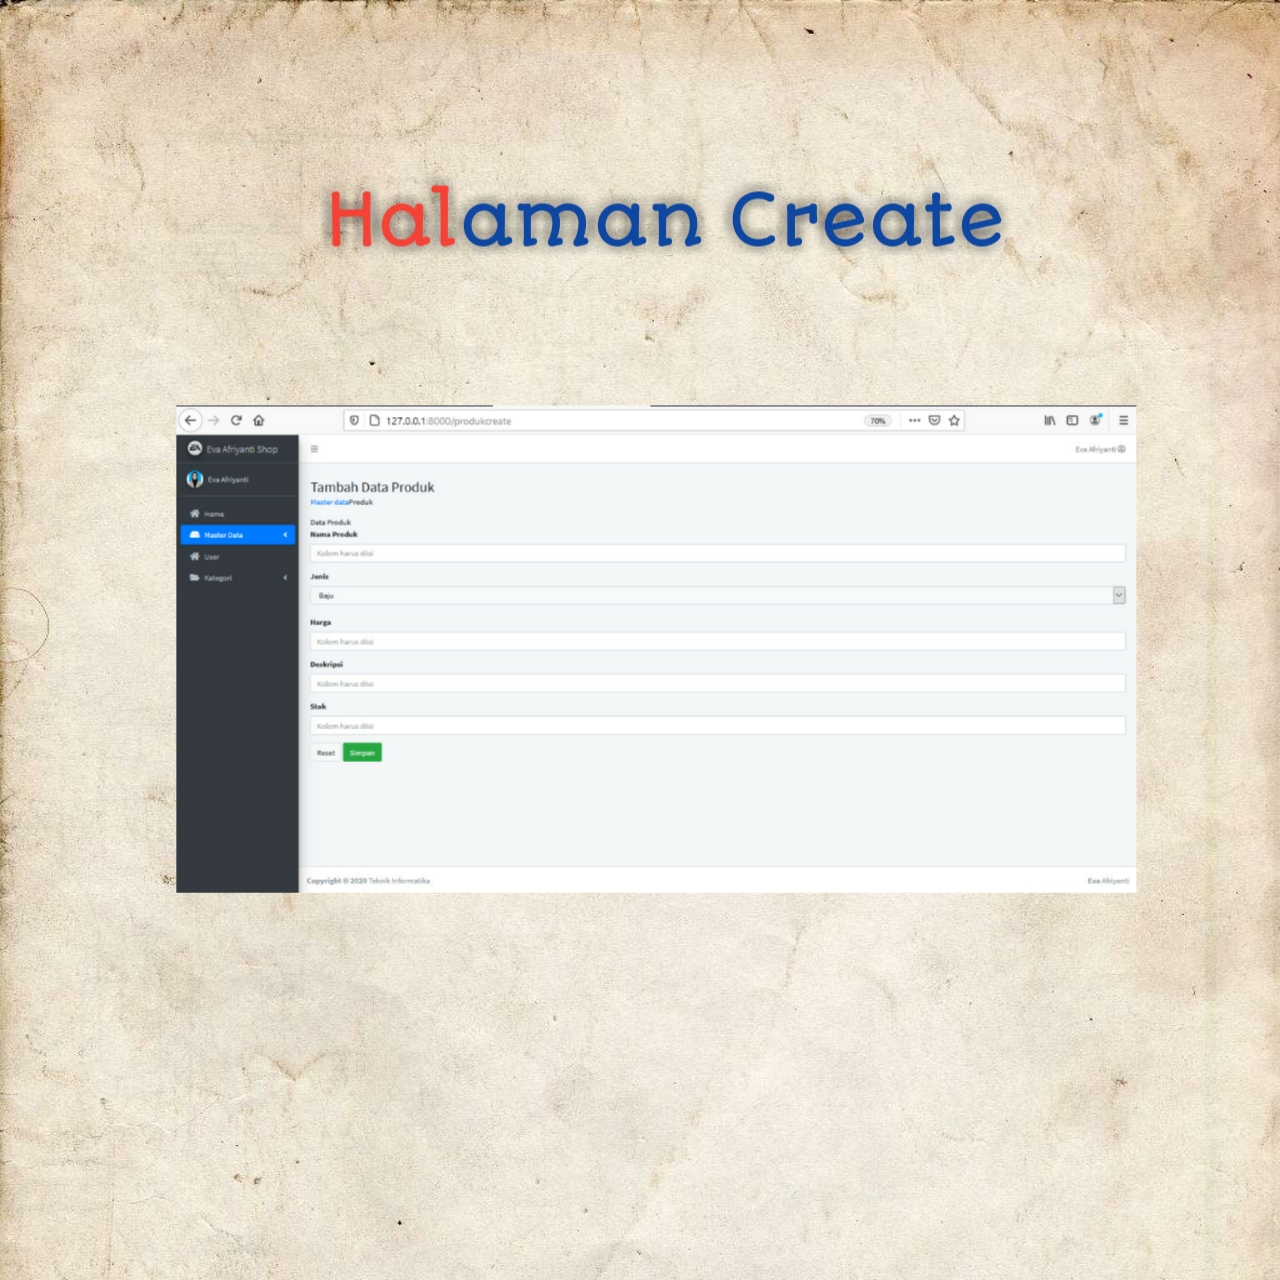 Halaman Create
127.0.0.1:8000/produkcreate
70%
Eva Afriyanti Shop
Eva Afriyanti
Eva Afriyanti
Home
Master Data
User
Kategori
Tambah Data Produk
Master dataProduk
Data Produk
Nama Produk
Kolom harus diisi
Jenis
Baju
Harga
Kolom harus diisi
Deskripsi
Kolom harus diisi
Stok
Kolom harus diisi
Reset Simpan
Copyright © 2020 Teknik Informatika
Eva Afriyanti